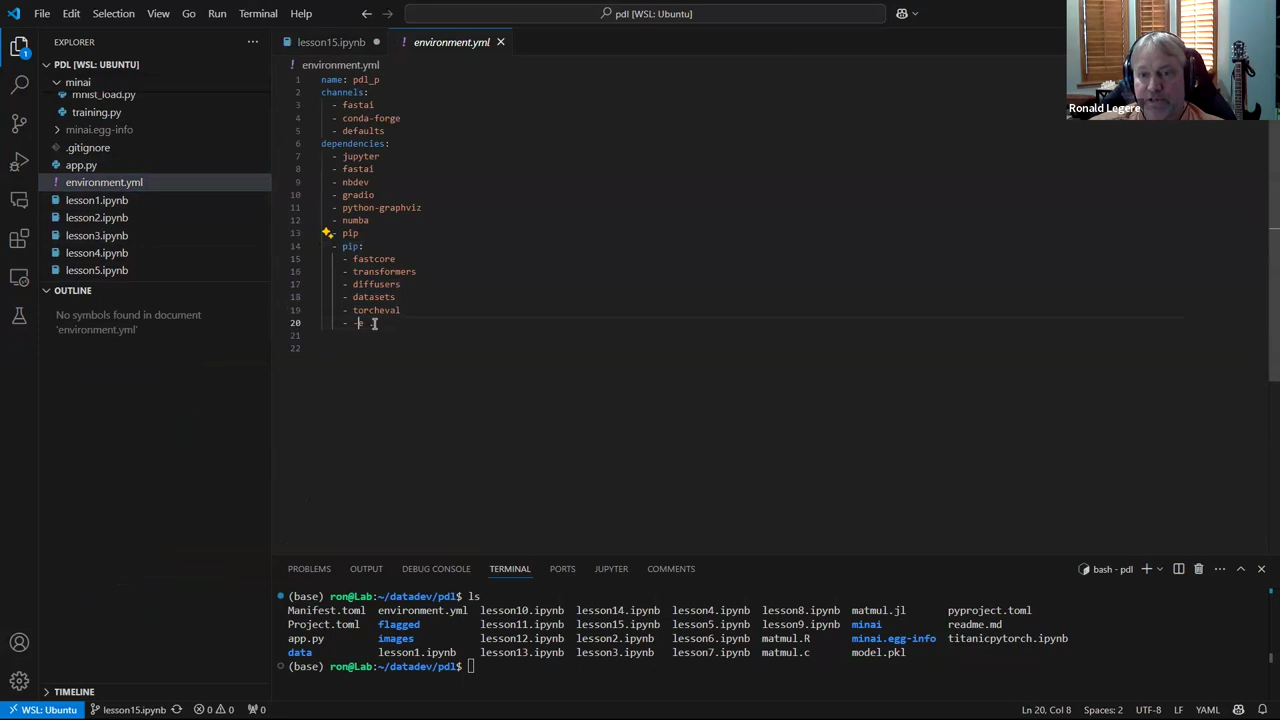 File Edit Selection View Go Run Terminal Help
pdl [WSL: Ubuntu]
EXPLORER
PDL [WSL: UBUNTU]
minai
mnist_load.py
training.py
minai.egg-info
.gitignore
app.py
! environment.yml
lesson1.ipynb
lesson2.ipynb
lesson3.ipynb
lesson4.ipynb
lesson5.ipynb
OUTLINE
No symbols found in document
'environment.yml'
TIMELINE
lesson15.ipynb
! environment.yml
! environment.yml
1 name: pdl_p
2 channels:
3 - fastai
4 - conda-forge
5 - defaults
6 dependencies:
7 - jupyter
8 - fastai
9 - nbdev
10 - gradio
11 - python-graphviz
12 - numba
13 - pip
14 - pip:
15 - fastcore
16 - transformers
17 - diffusers
18 - datasets
19 - torcheval
20 - -e .
21
22
Ronald Legere
PROBLEMS OUTPUT DEBUG CONSOLE TERMINAL PORTS JUPYTER COMMENTS
bash - pdl
(base) ron@Lab:~/datadev/pdl$ ls
Manifest.toml environment.yml lesson10.ipynb lesson14.ipynb lesson4.ipynb lesson8.ipynb matmul.jl pyproject.toml
Project.toml flagged lesson11.ipynb lesson15.ipynb lesson5.ipynb lesson9.ipynb minai readme.md
app.py images lesson12.ipynb lesson2.ipynb lesson6.ipynb matmul.R minai.egg-info titanicpytorch.ipynb
data lesson1.ipynb lesson13.ipynb lesson3.ipynb lesson7.ipynb matmul.c model.pkl
(base) ron@Lab:~/datadev/pdl$
WSL: Ubuntu lesson15.ipynb 0 0 0 Ln 20, Col 8 Spaces: 2 UTF-8 LF YAML